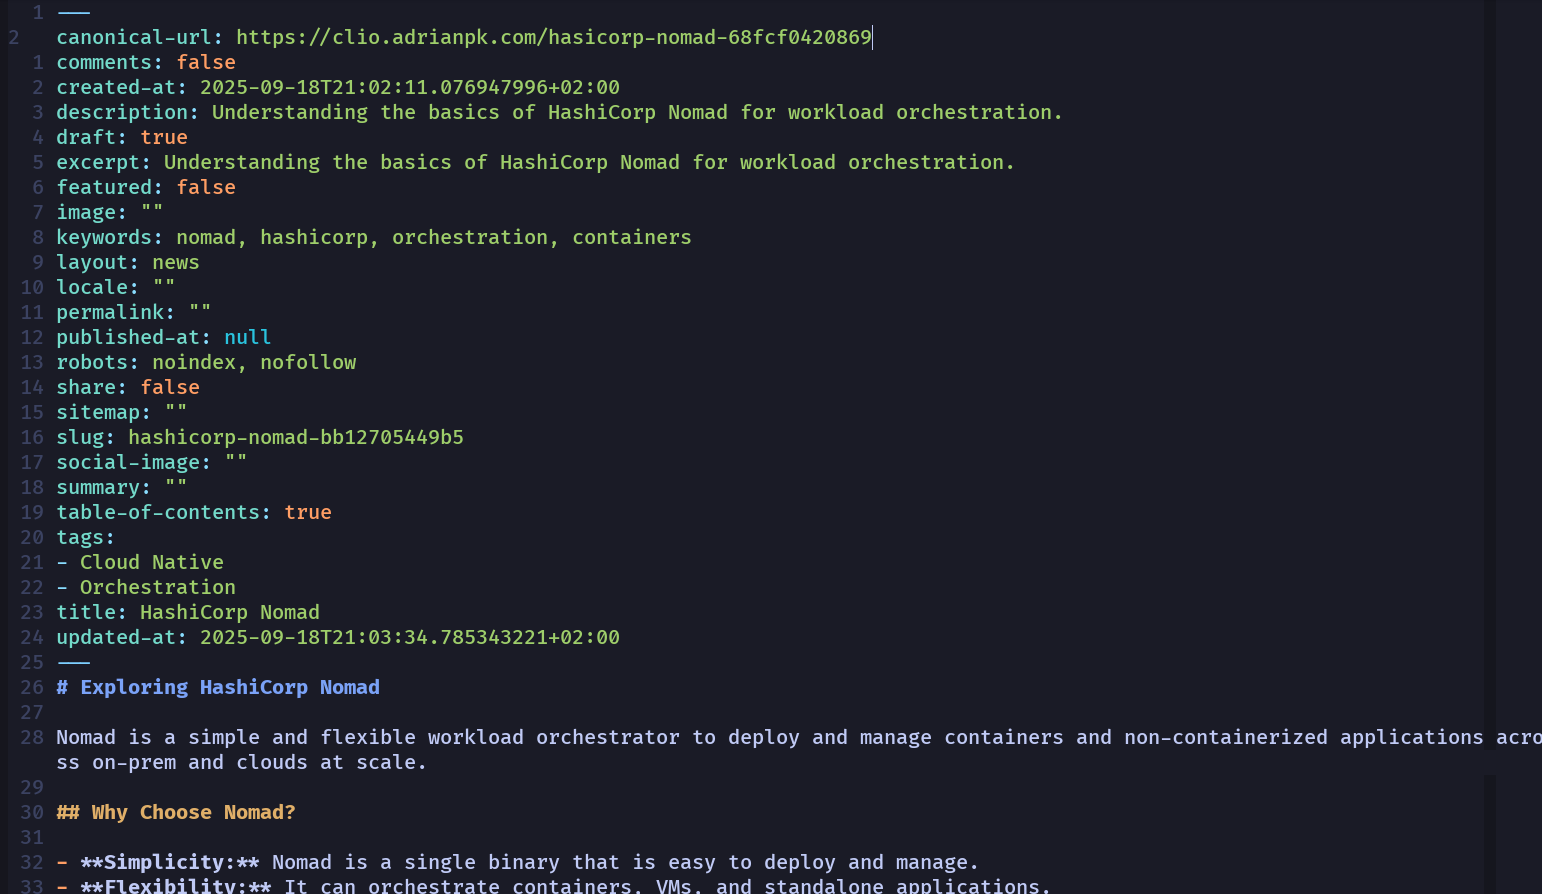 1 ---
2 canonical-url: https://clio.adrianpk.com/hasicorp-nomad-68fcf0420869
1 comments: false
2 created-at: 2025-09-18T21:02:11.076947996+02:00
3 description: Understanding the basics of HashiCorp Nomad for workload orchestration.
4 draft: true
5 excerpt: Understanding the basics of HashiCorp Nomad for workload orchestration.
6 featured: false
7 image: ""
8 keywords: nomad, hashicorp, orchestration, containers
9 layout: news
10 locale: ""
11 permalink: ""
12 published-at: null
13 robots: noindex, nofollow
14 share: false
15 sitemap: ""
16 slug: hashicorp-nomad-bb12705449b5
17 social-image: ""
18 summary: ""
19 table-of-contents: true
20 tags:
21 - Cloud Native
22 - Orchestration
23 title: HashiCorp Nomad
24 updated-at: 2025-09-18T21:03:34.785343221+02:00
25 ---
26 # Exploring HashiCorp Nomad
27
28 Nomad is a simple and flexible workload orchestrator to deploy and manage containers and non-containerized applications acro
ss on-prem and clouds at scale.
29
30 ## Why Choose Nomad?
31
32 - **Simplicity:** Nomad is a single binary that is easy to deploy and manage.
33 - **Flexibility:** It can orchestrate containers, VMs, and standalone applications.